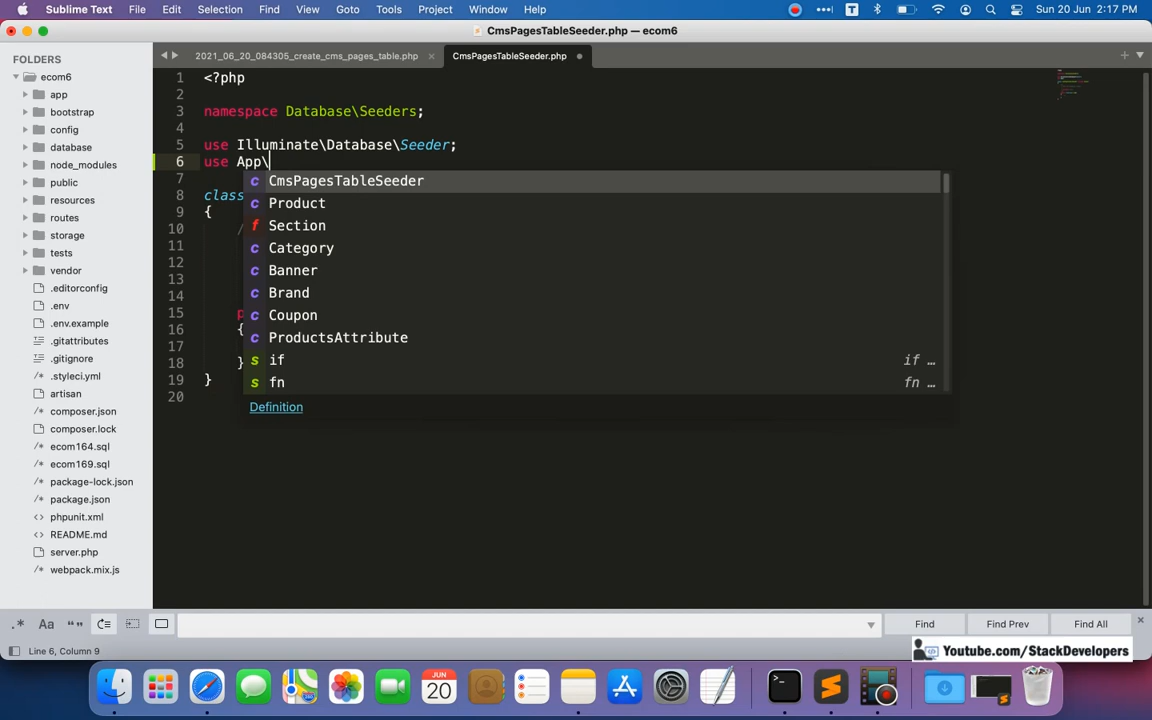 Sublime Text File Edit Selection Find View Goto Tools Project Window Help T Sun 20 Jun 2:17 PM
CmsPagesTableSeeder.php — ecom6
FOLDERS
ecom6
app
bootstrap
config
database
node_modules
public
resources
routes
storage
tests
vendor
.editorconfig
.env
.env.example
.gitattributes
.gitignore
.styleci.yml
artisan
composer.json
composer.lock
ecom164.sql
ecom169.sql
package-lock.json
package.json
phpunit.xml
README.md
server.php
webpack.mix.js
2021_06_20_084305_create_cms_pages_table.php × CmsPagesTableSeeder.php
1 <?php
2
3 namespace Database\Seeders;
4
5 use Illuminate\Database\Seeder;
6 use App\
7
8 class
9 {
10 /
11
12
13
14
15 p
16 {
17
18 }
19 }
20
c CmsPagesTableSeeder
c Product
f Section
c Category
c Banner
c Brand
c Coupon
c ProductsAttribute
s if if …
s fn fn …
Definition
.* Aa “” Find Find Prev Find All ×
Line 6, Column 9
Youtube.com/StackDevelopers
JUN
20